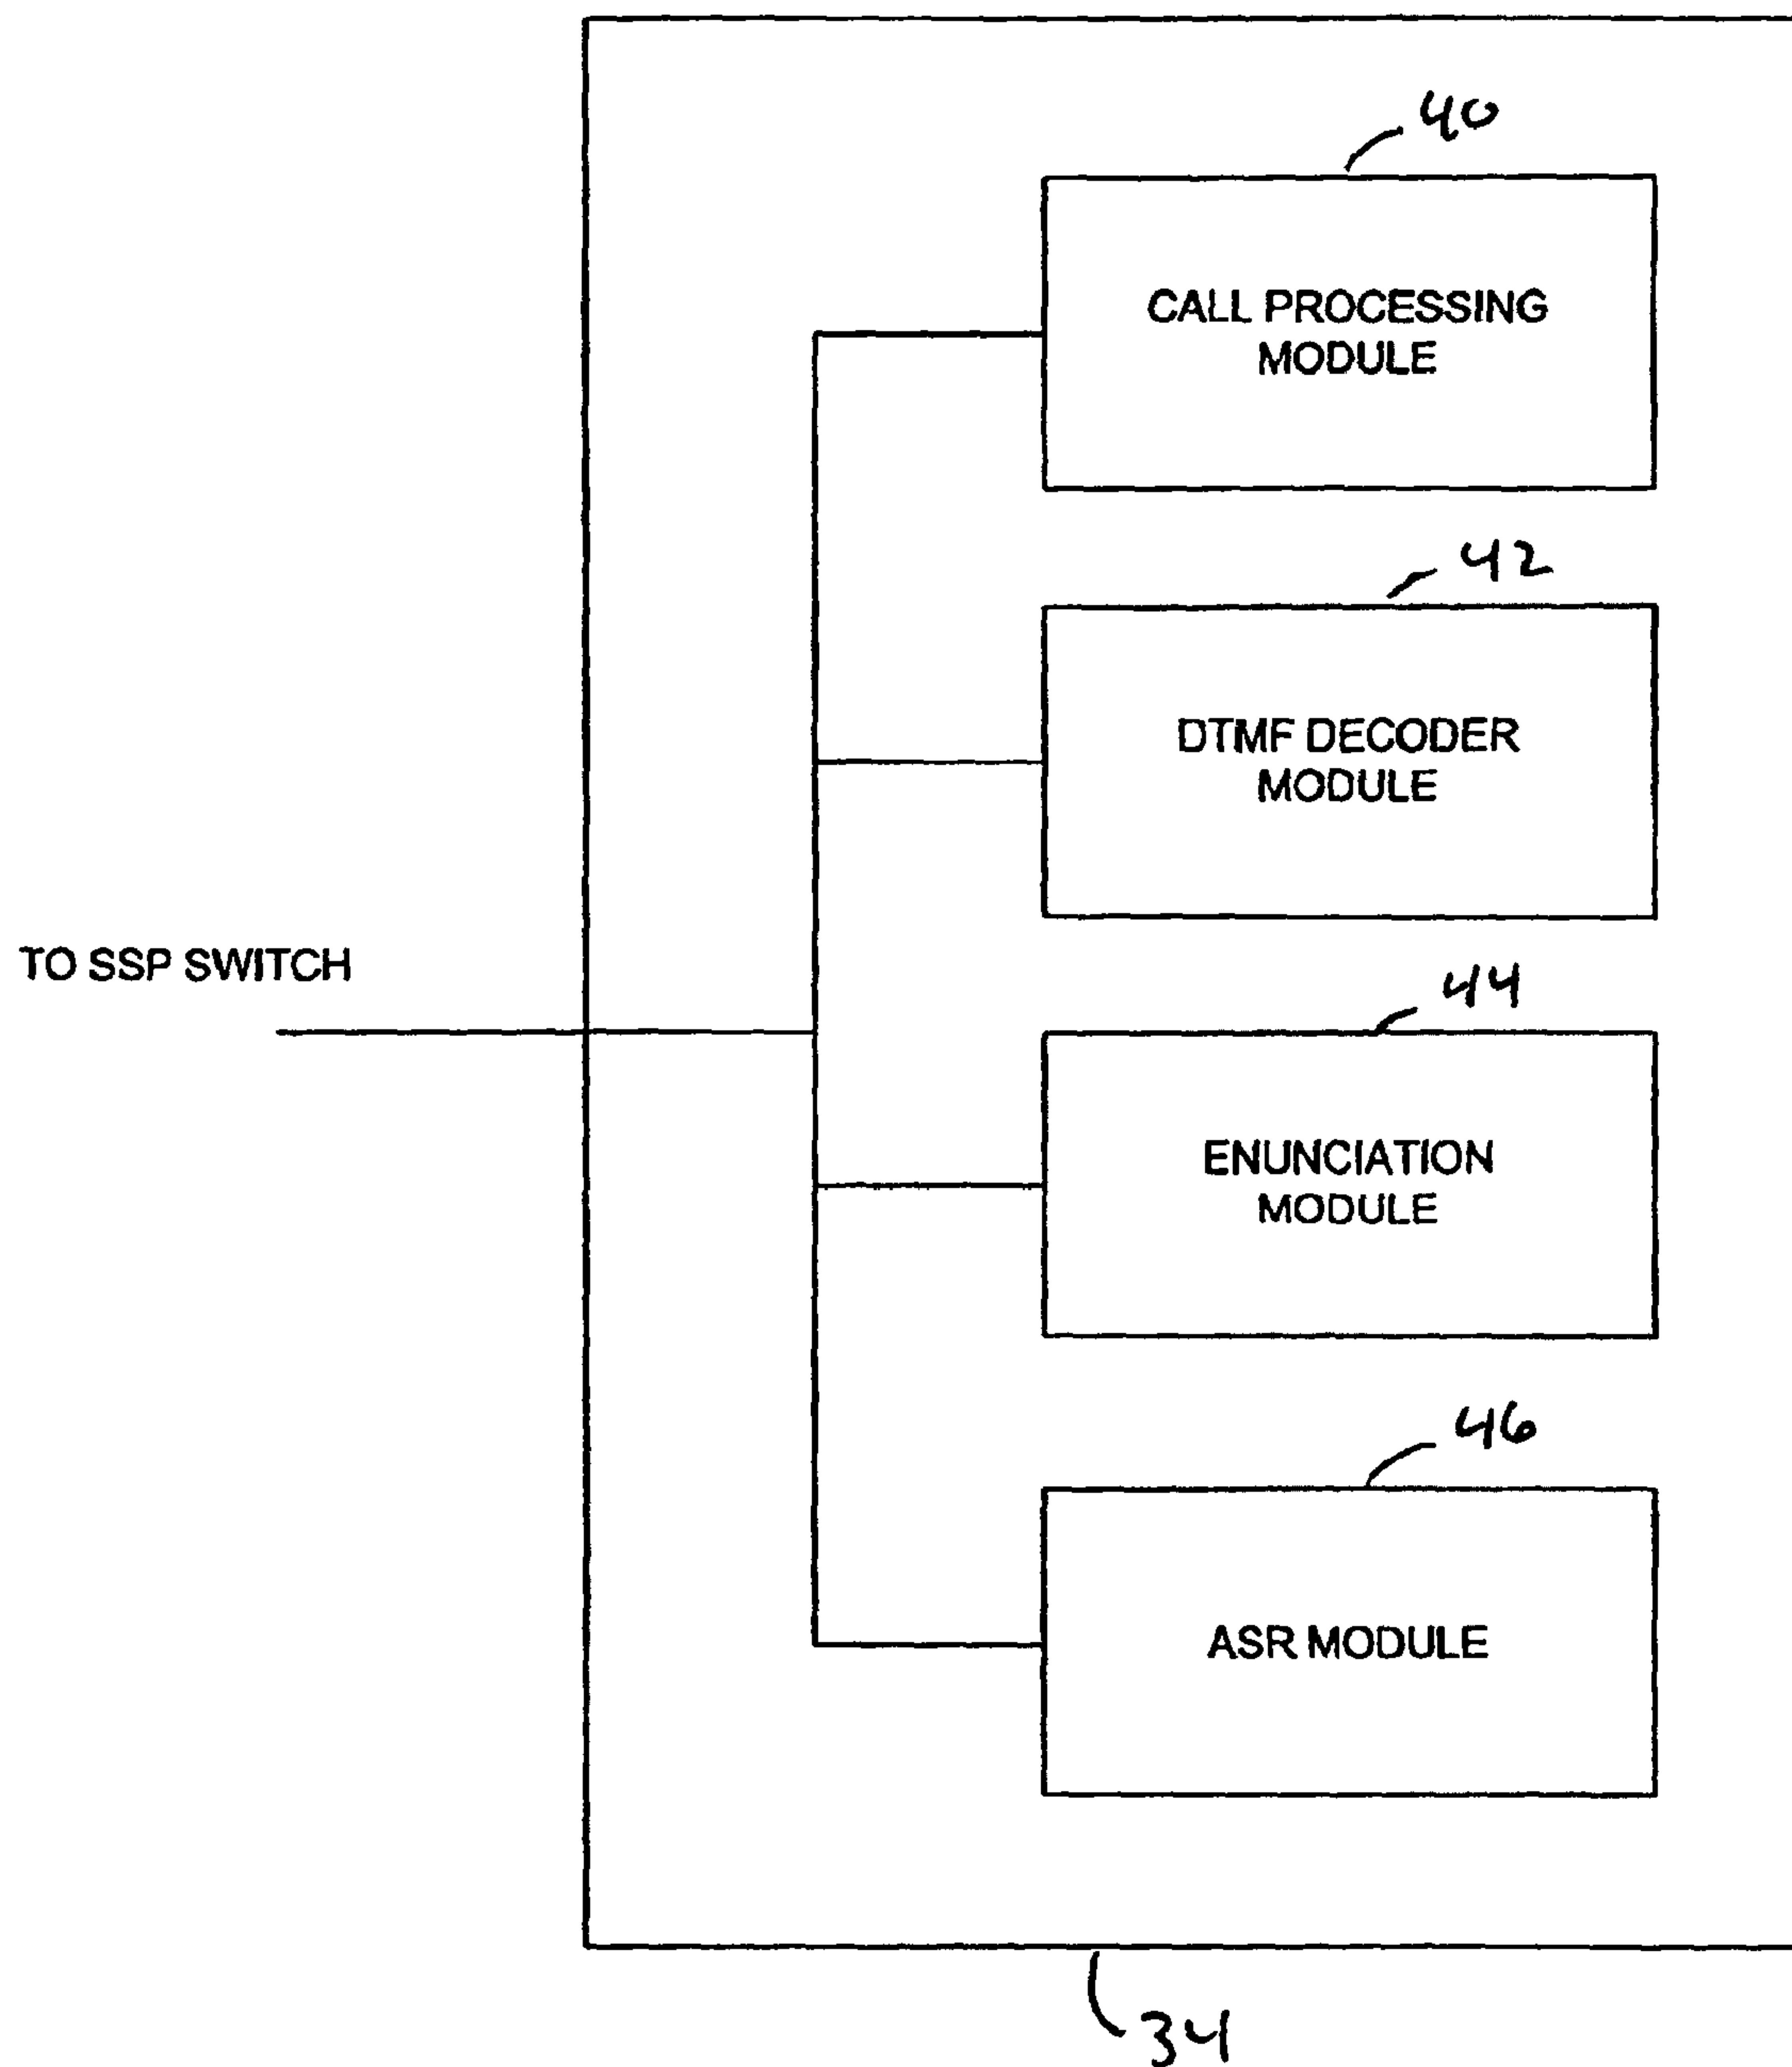 40
CALL PROCESSING
MODULE
42
DTMF DECODER
MODULE
TO SSP SWITCH
44
ENUNCIATION
MODULE
46
ASR MODULE
34